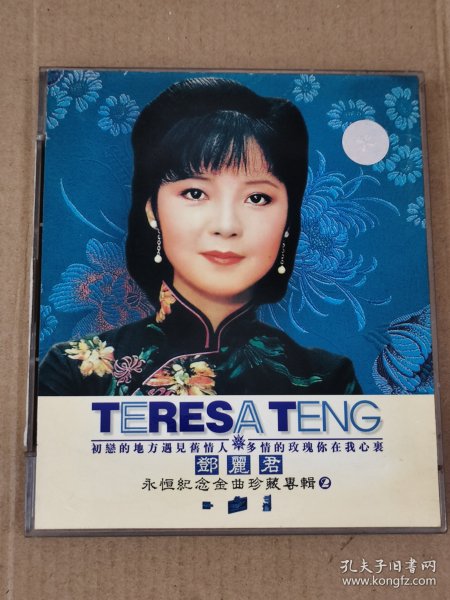 TERESA TENG
初戀的地方遇見舊情人 多情的玫瑰你在我心裏
鄧麗君
永恒紀念金曲珍藏專輯2
孔夫子旧书网
www.kongfz.com